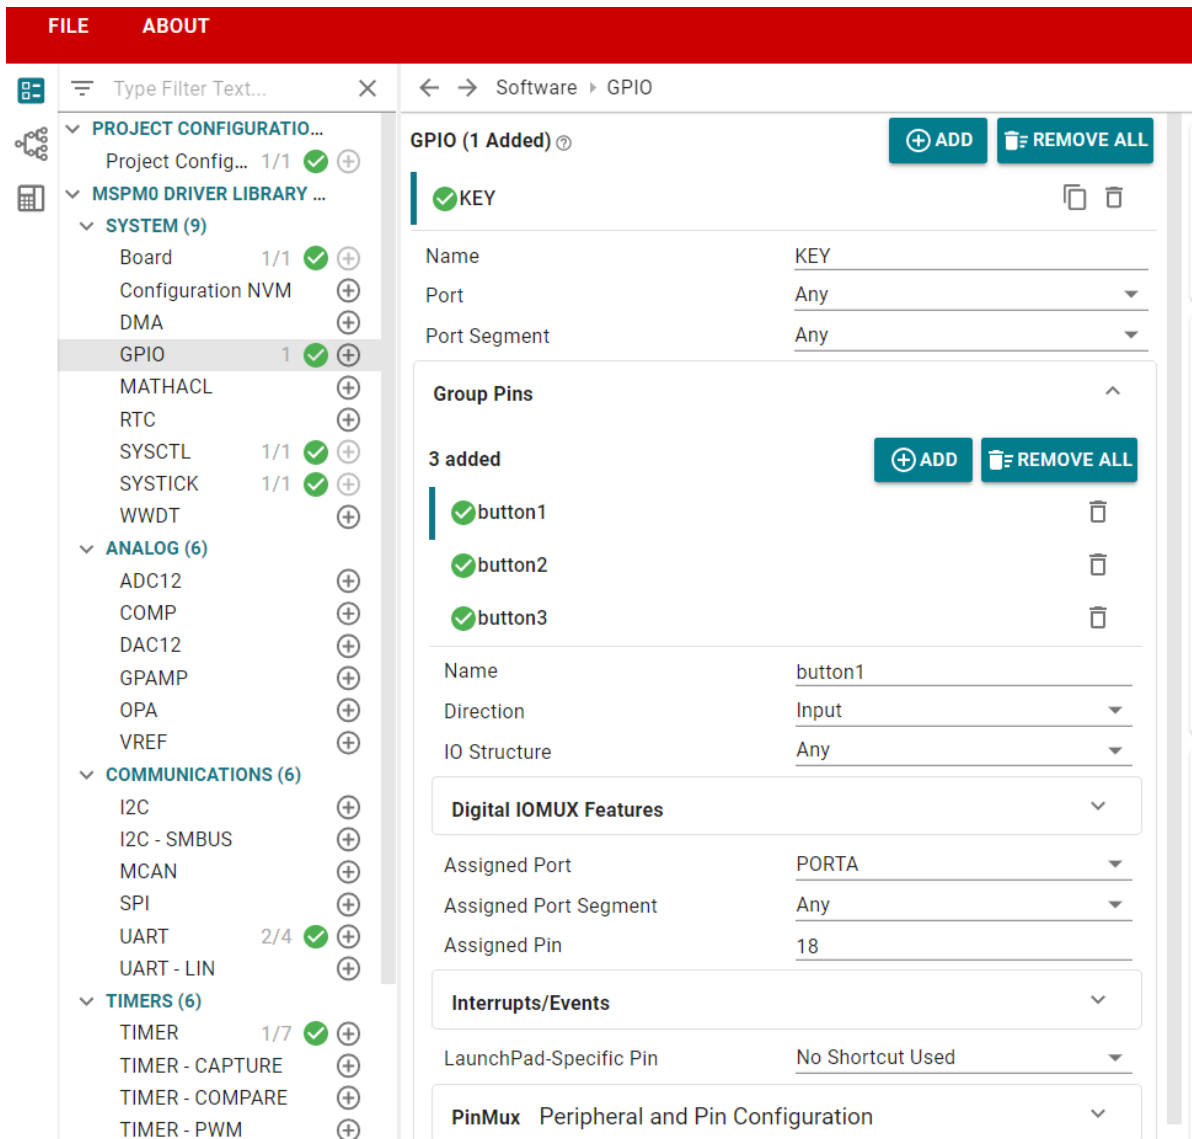 FILE ABOUT
Type Filter Text...
Software GPIO
PROJECT CONFIGURATIO...
Project Config... 1/1
MSPM0 DRIVER LIBRARY ...
SYSTEM (9)
Board 1/1
Configuration NVM
DMA
GPIO 1
MATHACL
RTC
SYSCTL 1/1
SYSTICK 1/1
WWDT
ANALOG (6)
ADC12
COMP
DAC12
GPAMP
OPA
VREF
COMMUNICATIONS (6)
I2C
I2C - SMBUS
MCAN
SPI
UART 2/4
UART - LIN
TIMERS (6)
TIMER 1/7
TIMER - CAPTURE
TIMER - COMPARE
TIMER - PWM
GPIO (1 Added) ADD REMOVE ALL
KEY
Name KEY
Port Any
Port Segment Any
Group Pins
3 added ADD REMOVE ALL
button1
button2
button3
Name button1
Direction Input
IO Structure Any
Digital IOMUX Features
Assigned Port PORTA
Assigned Port Segment Any
Assigned Pin 18
Interrupts/Events
LaunchPad-Specific Pin No Shortcut Used
PinMux Peripheral and Pin Configuration